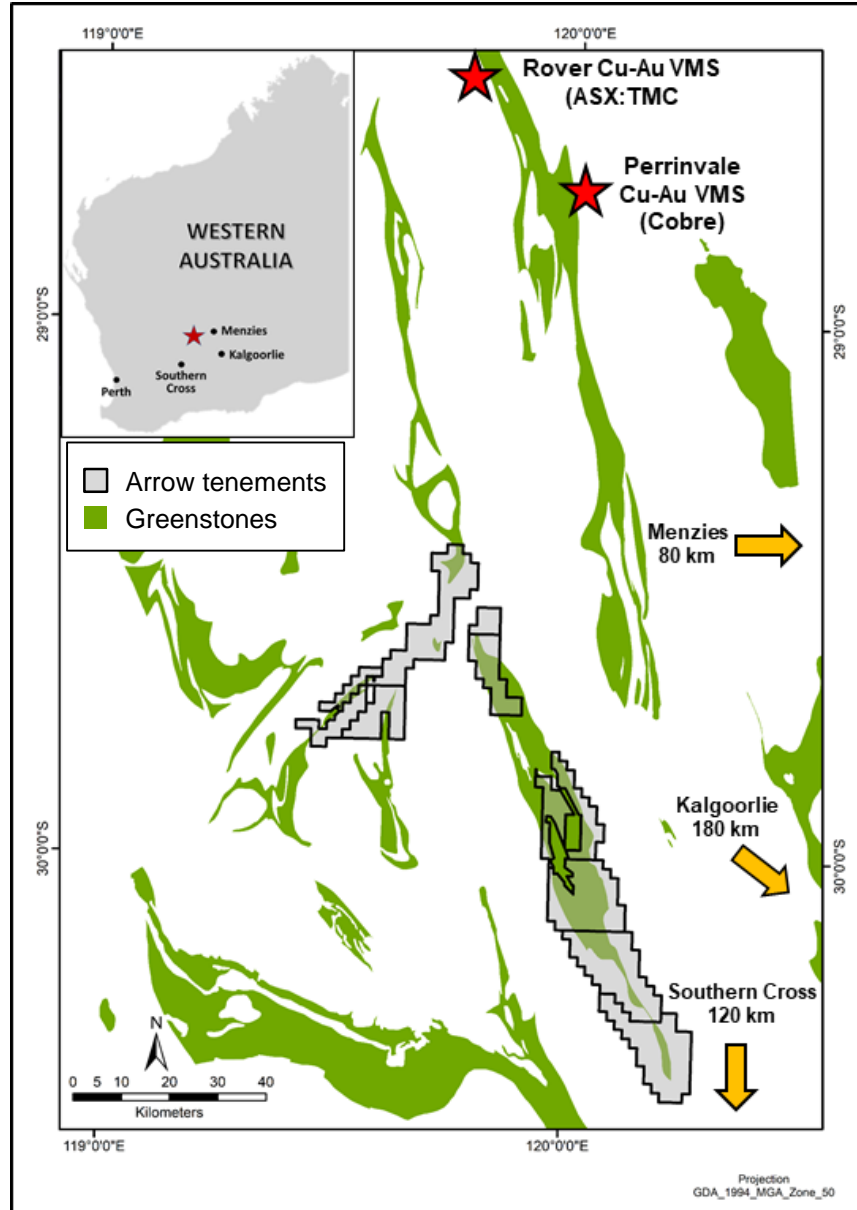 119°0'0"E
120°0'0"E
Rover Cu-Au VMS
(ASX:TMC
Perrinvale
Cu-Au VMS
(Cobre)
WESTERN
AUSTRALIA
Menzies
Kalgoorlie
Southern
Cross
Perth
29°0'0"S
29°0'0"S
Arrow tenements
Greenstones
Menzies
80 km
Kalgoorlie
180 km
30°0'0"S
30°0'0"S
Southern Cross
120 km
N
0 5 10 20 30 40
Kilometers
119°0'0"E
120°0'0"E
Projection
GDA_1994_MGA_Zone_50